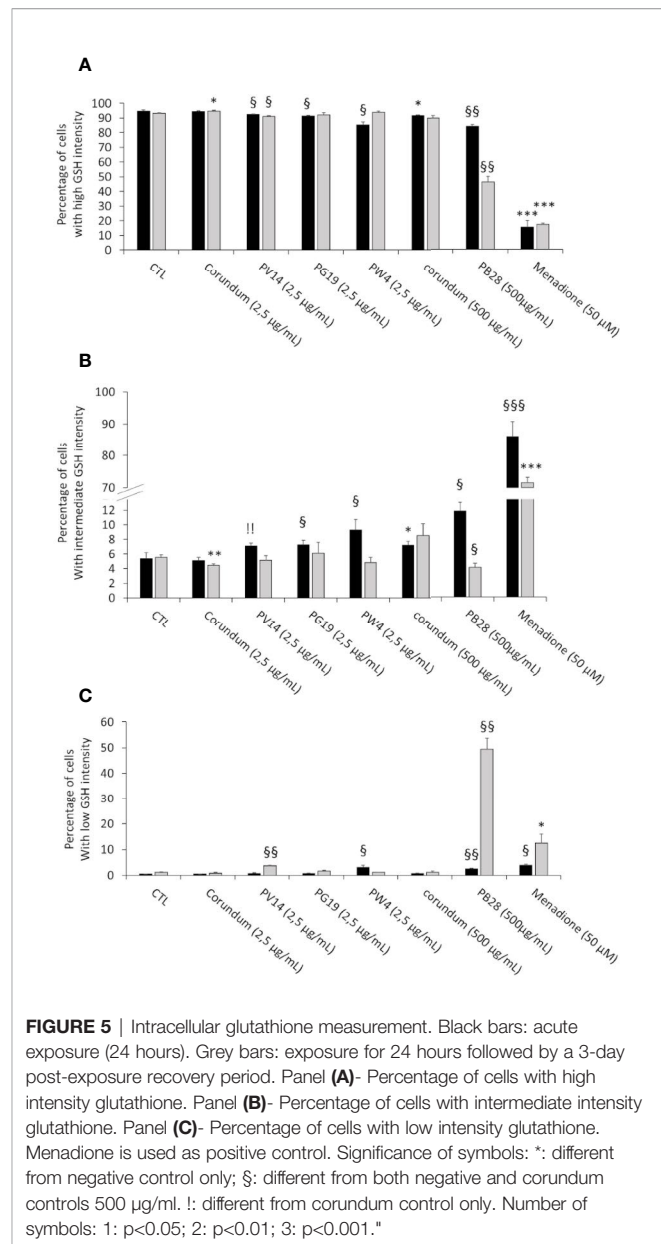 A
Percentage of cells
with high GSH intensity
100
90
80
70
60
50
40
30
20
10
0
*
§ §
§
§
*
§§
§§
***
***
CTL
Corundum (2,5 µg/mL)
PV14 (2,5 µg/mL)
PG19 (2,5 µg/mL)
PW4 (2,5 µg/mL)
corundum (500 µg/mL)
PB28 (500µg/mL)
Menadione (50 µM)
B
Percentage of cells
With intermediate GSH intensity
100
90
80
70
12
10
8
6
4
2
0
**
!!
§
§
*
§
§
§§§
***
CTL
Corundum (2,5 µg/mL)
PV14 (2,5 µg/mL)
PG19 (2,5 µg/mL)
PW4 (2,5 µg/mL)
corundum (500 µg/mL)
PB28 (500µg/mL)
Menadione (50 µM)
C
Percentage of cells
With low GSH intensity
60
50
40
30
20
10
0
§§
§
§§
§§
§
*
CTL
Corundum (2,5 µg/mL)
PV14 (2,5 µg/mL)
PG19 (2,5 µg/mL)
PW4 (2,5 µg/mL)
corundum (500 µg/mL)
PB28 (500µg/mL)
Menadione (50 µM)
FIGURE 5 | Intracellular glutathione measurement. Black bars: acute
exposure (24 hours). Grey bars: exposure for 24 hours followed by a 3-day
post-exposure recovery period. Panel (A)- Percentage of cells with high
intensity glutathione. Panel (B)- Percentage of cells with intermediate intensity
glutathione. Panel (C)- Percentage of cells with low intensity glutathione.
Menadione is used as positive control. Significance of symbols: *: different
from negative control only; §: different from both negative and corundum
controls 500 µg/ml. !: different from corundum control only. Number of
symbols: 1: p<0.05; 2: p<0.01; 3: p<0.001."